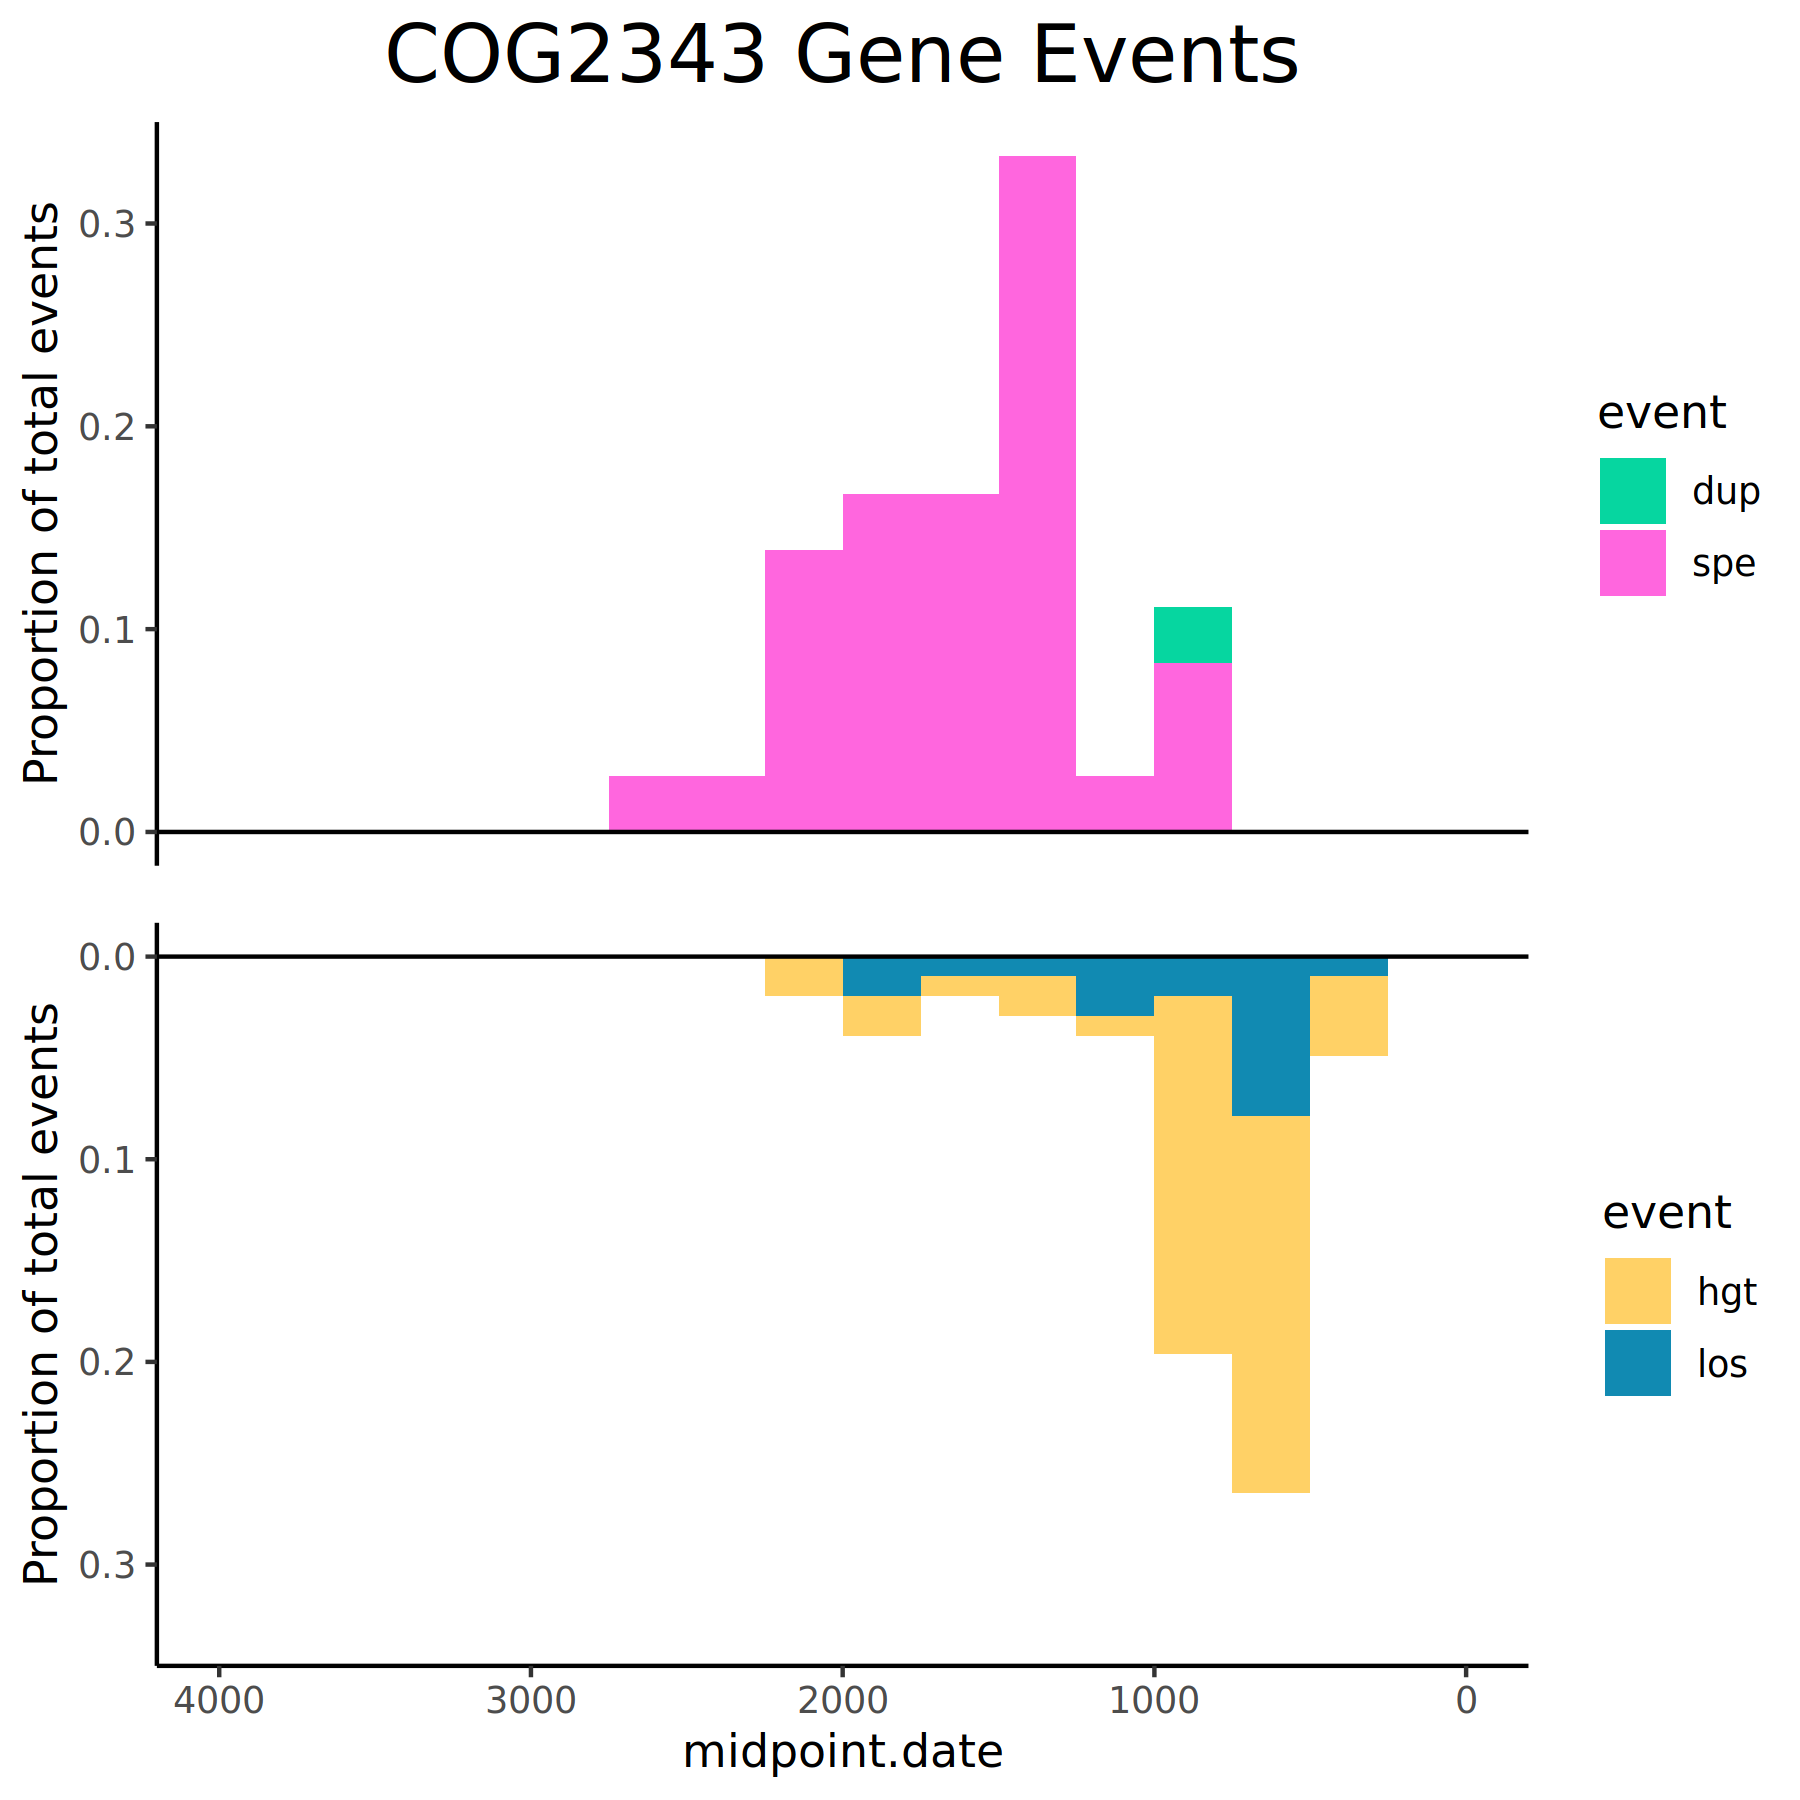 COG2343 Gene Events
Proportion of total events
0.3
0.2
0.1
0.0
event
dup
spe
Proportion of total events
0.0
0.1
0.2
0.3
event
hgt
los
4000 3000 2000 1000 0
midpoint.date